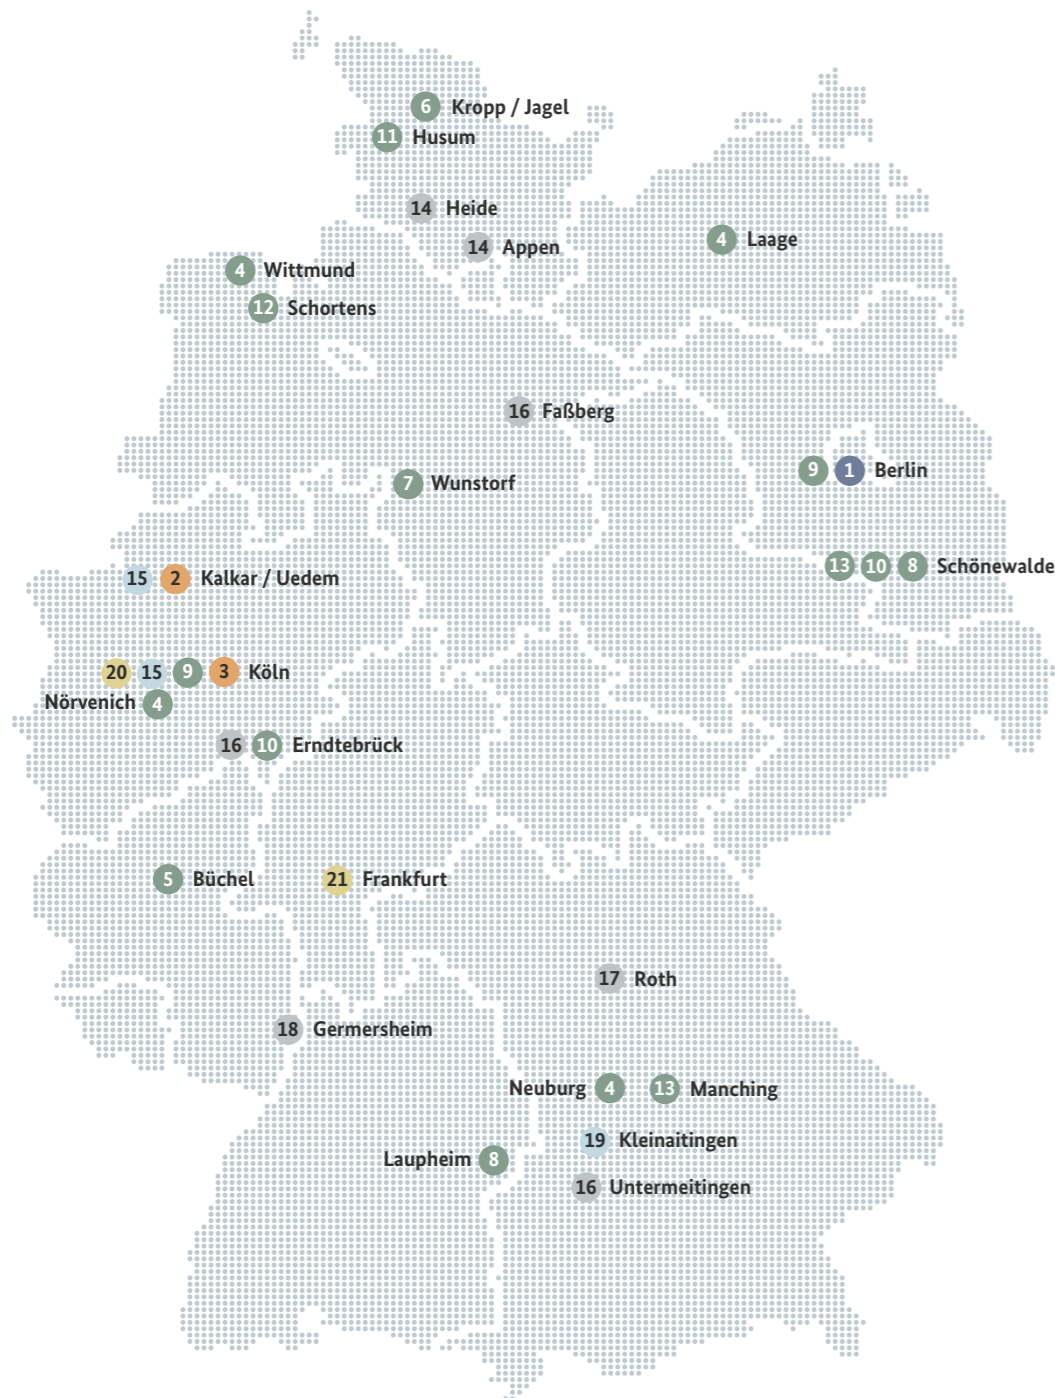 6 Kropp / Jagel
11 Husum
14 Heide
14 Appen
4 Laage
4 Wittmund
12 Schortens
16 Faßberg
9 1 Berlin
7 Wunstorf
13 10 8 Schönewalde
15 2 Kalkar / Uedem
20 15 9 3 Köln
Nörvenich 4
16 10 Erndtebrück
5 Büchel
21 Frankfurt
17 Roth
18 Germersheim
Neuburg 4
13 Manching
19 Kleinaitingen
Laupheim 8
16 Untermeitingen